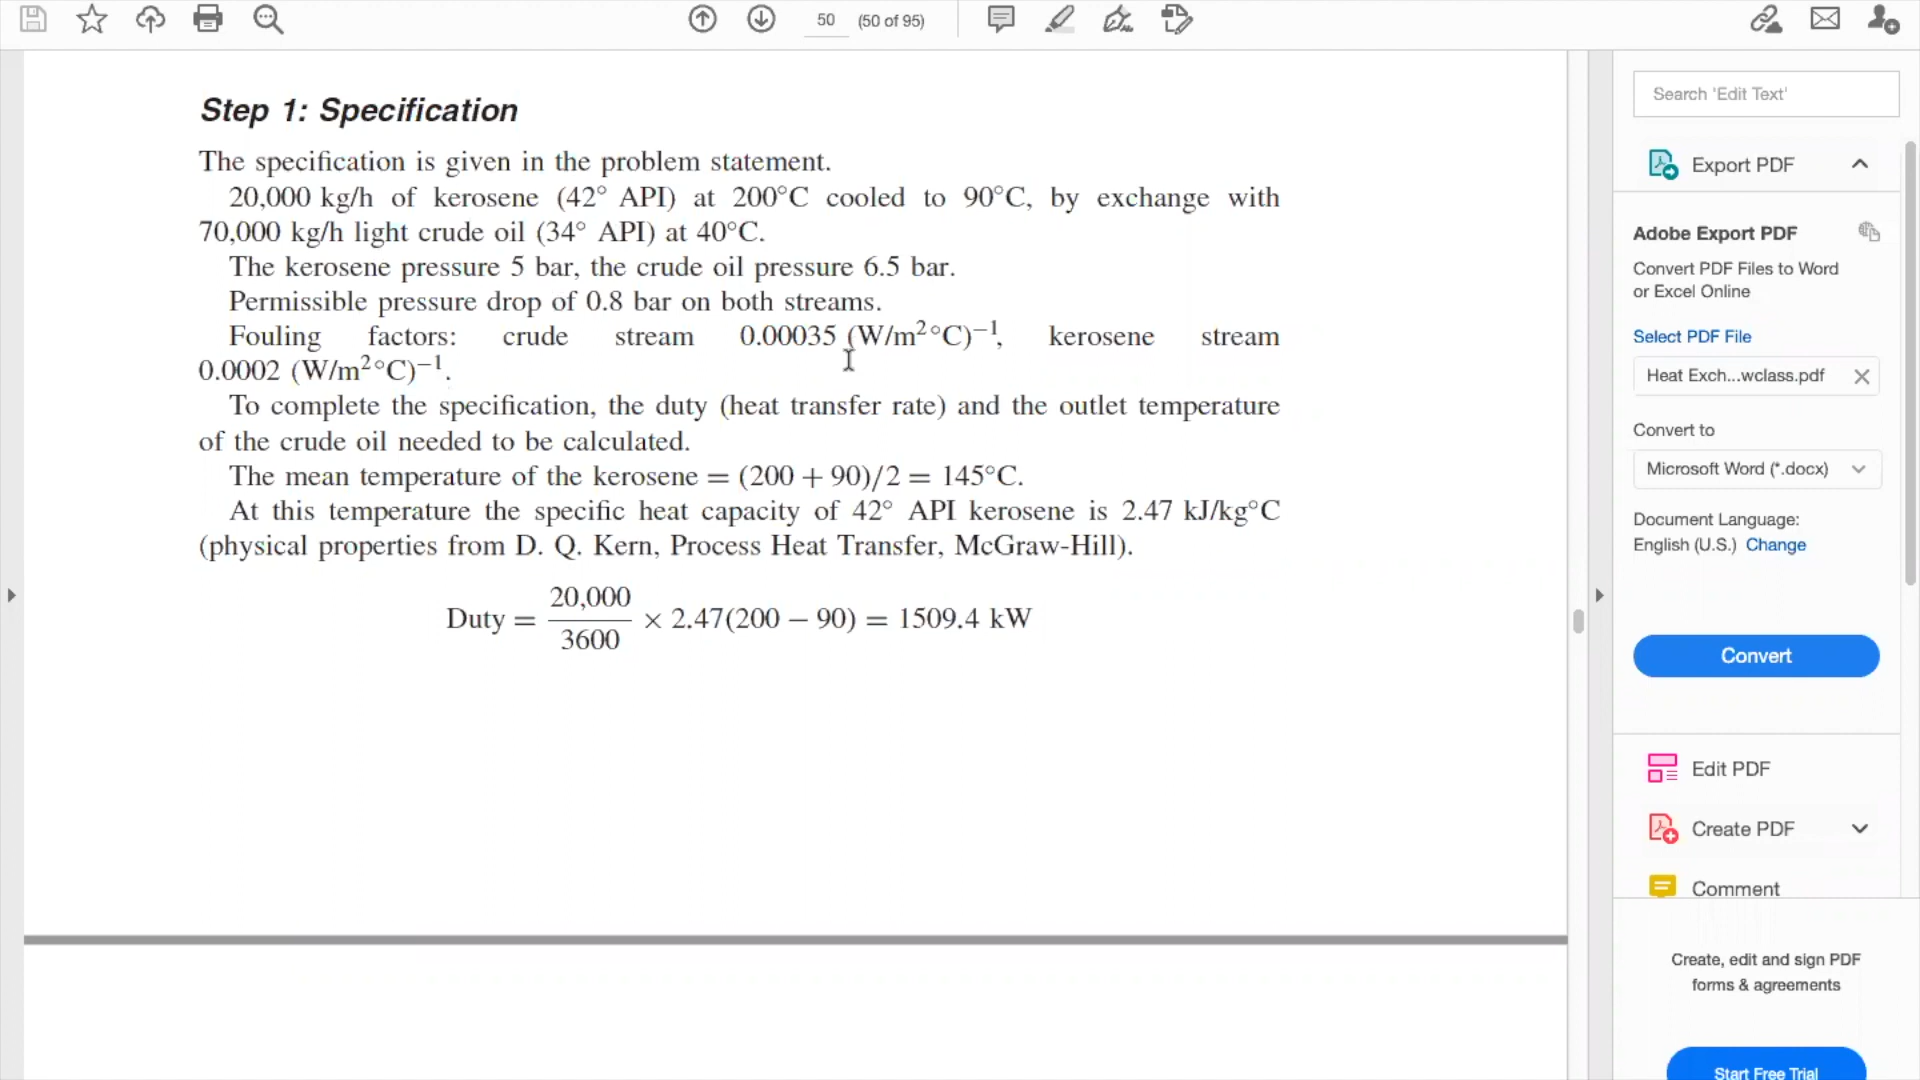 50 (50 of 95)
Step 1: Specification
The specification is given in the problem statement.
20,000 kg/h of kerosene (42° API) at 200°C cooled to 90°C, by exchange with
70,000 kg/h light crude oil (34° API) at 40°C.
The kerosene pressure 5 bar, the crude oil pressure 6.5 bar.
Permissible pressure drop of 0.8 bar on both streams.
Fouling factors: crude stream 0.00035 (W/m²°C)⁻¹, kerosene stream
0.0002 (W/m²°C)⁻¹.
To complete the specification, the duty (heat transfer rate) and the outlet temperature
of the crude oil needed to be calculated.
The mean temperature of the kerosene = (200 + 90)/2 = 145°C.
At this temperature the specific heat capacity of 42° API kerosene is 2.47 kJ/kg°C
(physical properties from D. Q. Kern, Process Heat Transfer, McGraw-Hill).
Duty = 20,000/3600 × 2.47(200 − 90) = 1509.4 kW
Search 'Edit Text'
Export PDF
Adobe Export PDF
Convert PDF Files to Word
or Excel Online
Select PDF File
Heat Exch...wclass.pdf
Convert to
Microsoft Word (*.docx)
Document Language:
English (U.S.) Change
Convert
Edit PDF
Create PDF
Comment
Create, edit and sign PDF
forms & agreements
Start Free Trial